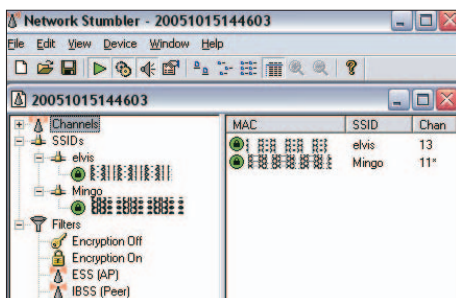 Network Stumbler - 20051015144603
File Edit View Device Window Help
20051015144603
Channels
SSIDs
elvis
Mingo
Filters
Encryption Off
Encryption On
ESS (AP)
IBSS (Peer)
MAC SSID Chan
elvis 13
Mingo 11*